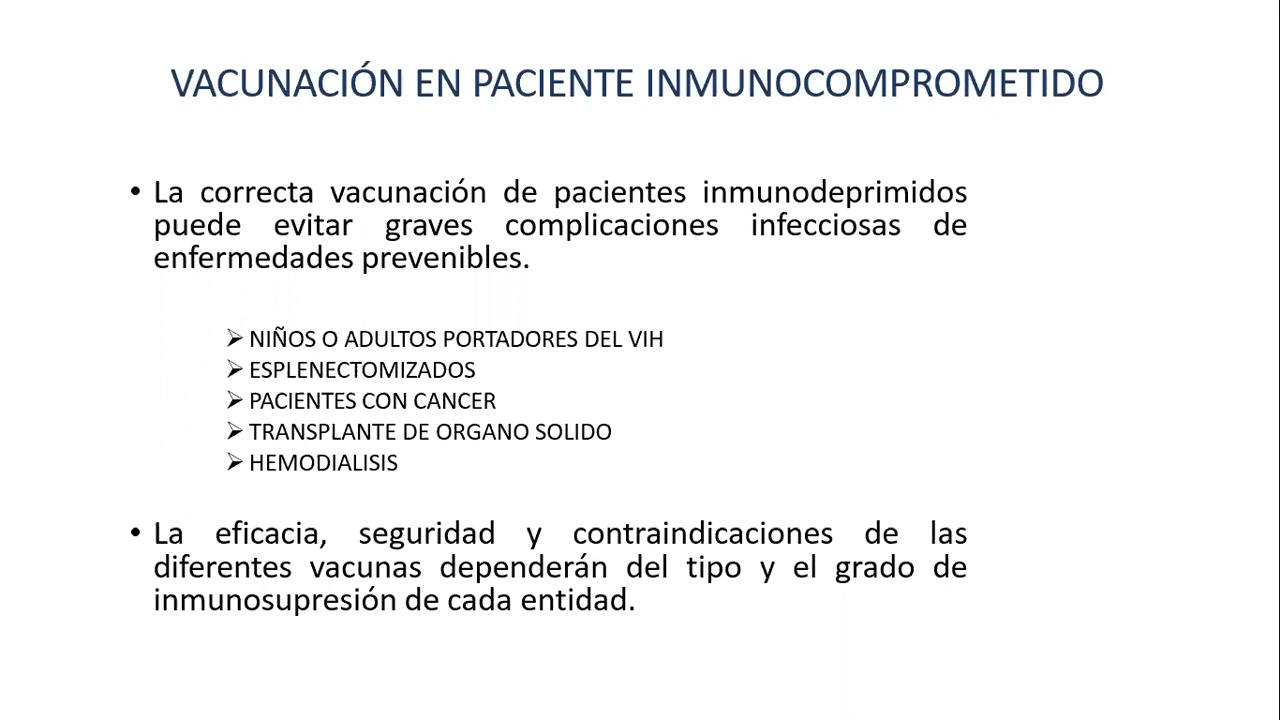 VACUNACIÓN EN PACIENTE INMUNOCOMPROMETIDO
• La correcta vacunación de pacientes inmunodeprimidos
puede evitar graves complicaciones infecciosas de
enfermedades prevenibles.
➢ NIÑOS O ADULTOS PORTADORES DEL VIH
➢ ESPLENECTOMIZADOS
➢ PACIENTES CON CANCER
➢ TRANSPLANTE DE ORGANO SOLIDO
➢ HEMODIALISIS
• La eficacia, seguridad y contraindicaciones de las
diferentes vacunas dependerán del tipo y el grado de
inmunosupresión de cada entidad.